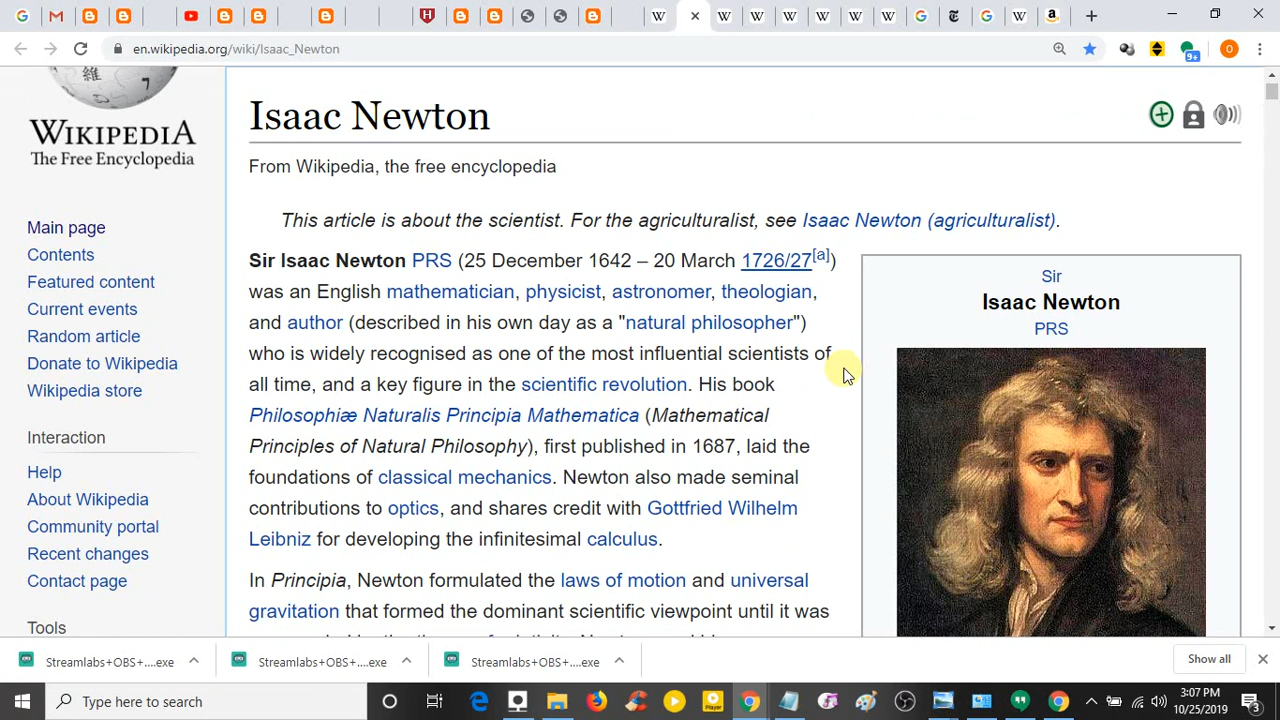 en.wikipedia.org/wiki/Isaac_Newton
9+
O
維
7
WIKIPEDIA
The Free Encyclopedia
Main page
Contents
Featured content
Current events
Random article
Donate to Wikipedia
Wikipedia store
Interaction
Help
About Wikipedia
Community portal
Recent changes
Contact page
Tools
Isaac Newton
From Wikipedia, the free encyclopedia
This article is about the scientist. For the agriculturalist, see Isaac Newton (agriculturalist).
Sir Isaac Newton PRS (25 December 1642 – 20 March 1726/27[a])
was an English mathematician, physicist, astronomer, theologian,
and author (described in his own day as a "natural philosopher")
who is widely recognised as one of the most influential scientists of
all time, and a key figure in the scientific revolution. His book
Philosophiæ Naturalis Principia Mathematica (Mathematical
Principles of Natural Philosophy), first published in 1687, laid the
foundations of classical mechanics. Newton also made seminal
contributions to optics, and shares credit with Gottfried Wilhelm
Leibniz for developing the infinitesimal calculus.
In Principia, Newton formulated the laws of motion and universal
gravitation that formed the dominant scientific viewpoint until it was
Sir
Isaac Newton
PRS
Streamlabs+OBS+....exe
Streamlabs+OBS+....exe
Streamlabs+OBS+....exe
Show all
Type here to search
Player
3:07 PM
10/25/2019
3